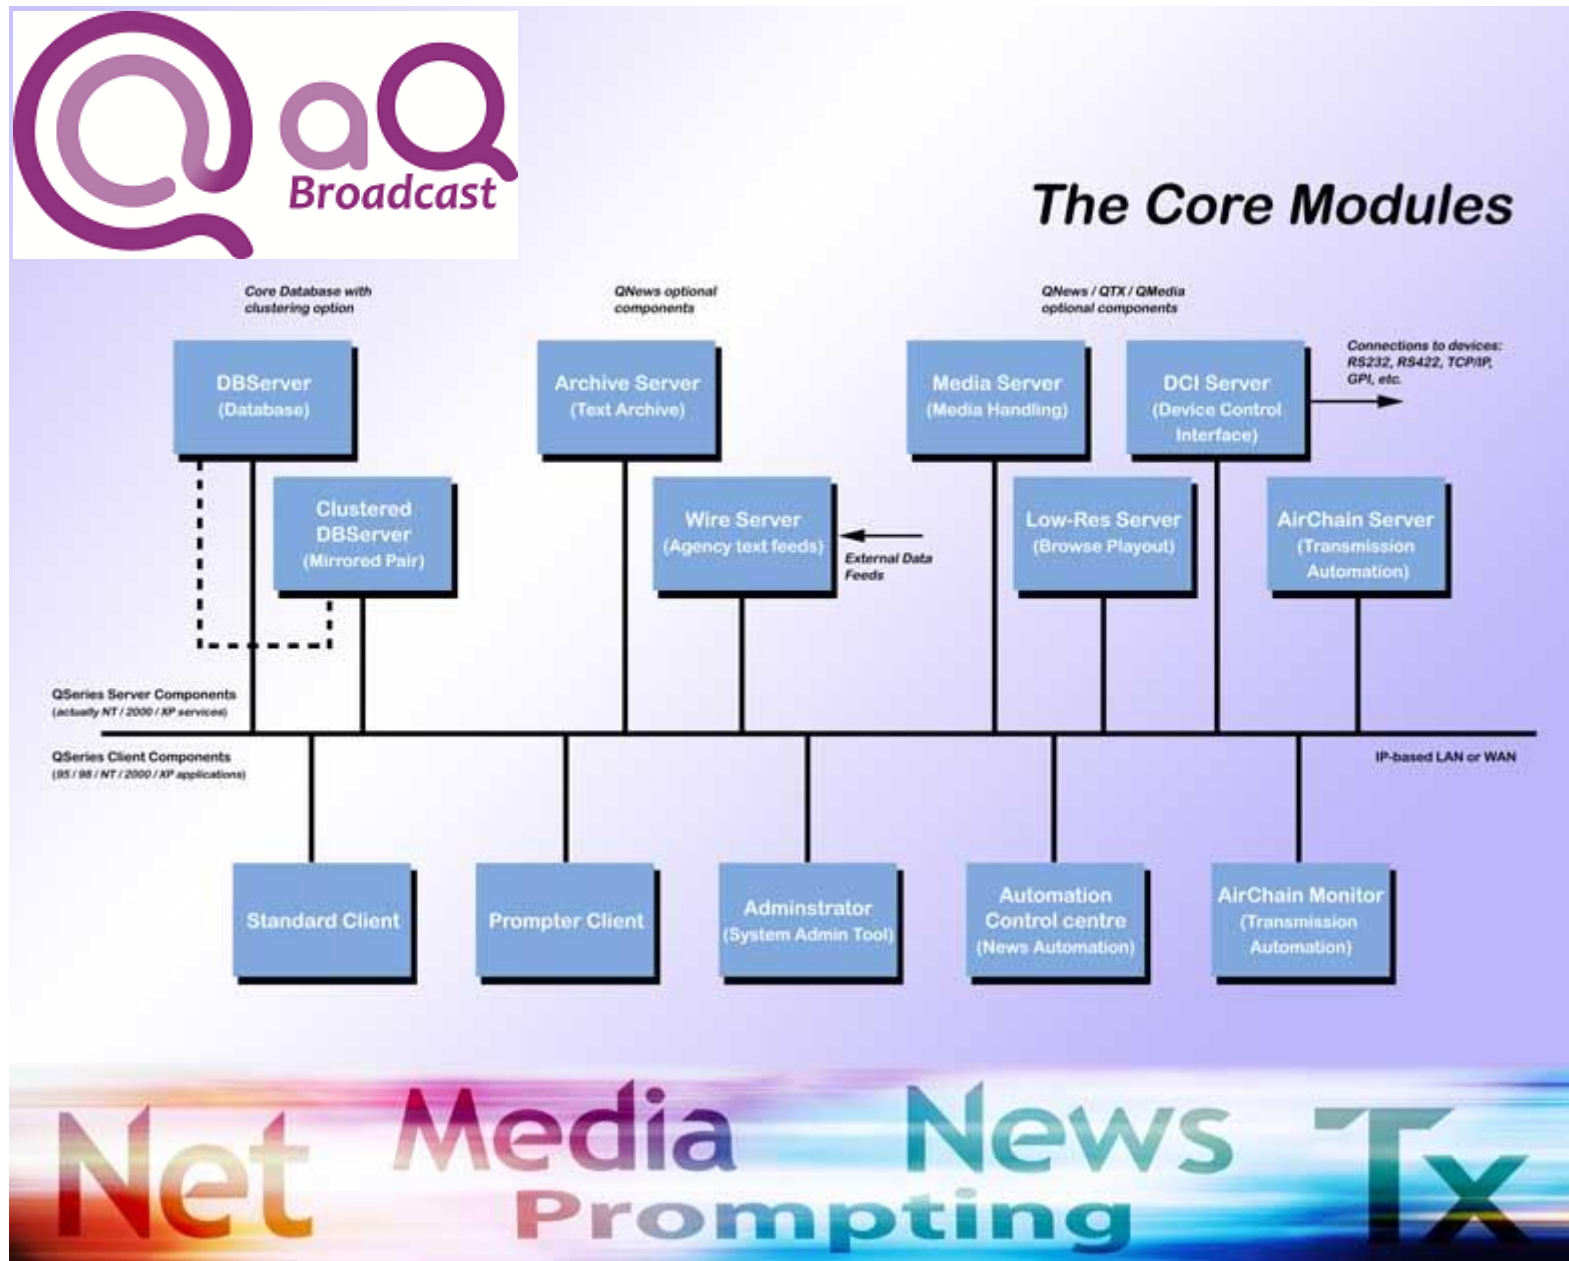 aQ
Broadcast
The Core Modules
Core Database with
clustering option
QNews optional
components
QNews / QTX / QMedia
optional components
DBServer
(Database)
Archive Server
(Text Archive)
Media Server
(Media Handling)
DCI Server
(Device Control
Interface)
Connections to devices:
RS232, RS422, TCP/IP,
GPI, etc.
Clustered
DBServer
(Mirrored Pair)
Wire Server
(Agency text feeds)
External Data
Feeds
Low-Res Server
(Browse Playout)
AirChain Server
(Transmission
Automation)
QSeries Server Components
(actually NT / 2000 / XP services)
QSeries Client Components
(95 / 98 / NT / 2000 / XP applications)
IP-based LAN or WAN
Standard Client
Prompter Client
Adminstrator
(System Admin Tool)
Automation
Control centre
(News Automation)
AirChain Monitor
(Transmission
Automation)
Net
Media
News
Tx
Prompting